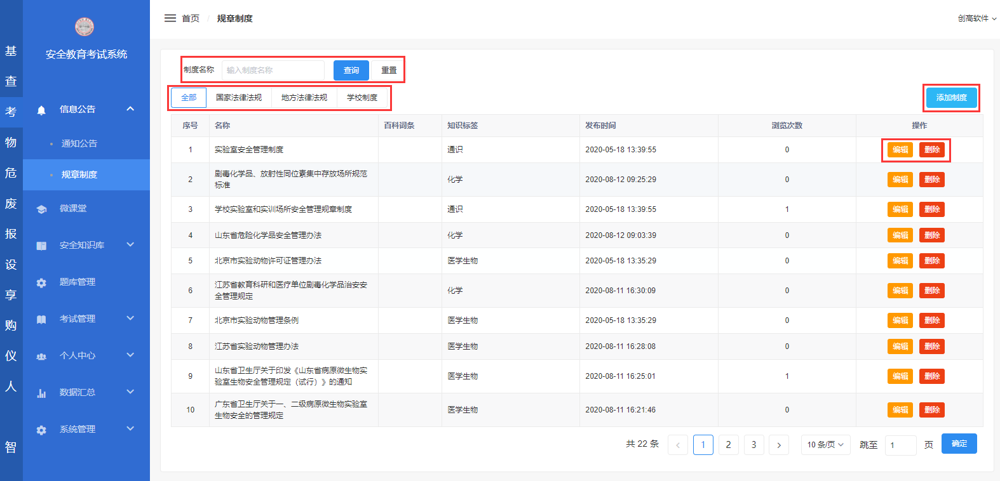 基
查
考
物
危
废
报
设
享
购
仪
人
智
安全教育考试系统
信息公告
通知公告
规章制度
微课堂
安全知识库
题库管理
考试管理
个人中心
数据汇总
系统管理
首页 / 规章制度
创高软件
制度名称 输入制度名称 查询 重置
全部 国家法律法规 地方法律法规 学校制度
添加制度
序号 名称 百科词条 知识标签 发布时间 浏览次数 操作
1 实验室安全管理制度 通识 2020-05-18 13:39:55 0 编辑 删除
2 剧毒化学品、放射性同位素集中存放场所规范
标准 化学 2020-08-12 09:25:29 0 编辑 删除
3 学校实验室和实训场所安全管理规章制度 通识 2020-05-18 13:39:55 1 编辑 删除
4 山东省危险化学品安全管理办法 化学 2020-08-12 09:03:39 0 编辑 删除
5 北京市实验动物许可证管理办法 医学生物 2020-05-18 13:35:29 0 编辑 删除
6 江苏省教育科研和医疗单位剧毒化学品治安安
全管理规定 化学 2020-08-11 16:30:09 0 编辑 删除
7 北京市实验动物管理条例 医学生物 2020-05-18 13:35:29 0 编辑 删除
8 江苏省实验动物管理办法 医学生物 2020-08-11 16:28:08 0 编辑 删除
9 山东省卫生厅关于印发《山东省病原微生物实
验室生物安全管理规定（试行）》的通知 医学生物 2020-08-11 16:25:01 1 编辑 删除
10 广东省卫生厅关于一、二级病原微生物实验室
生物安全的管理规定 医学生物 2020-08-11 16:21:46 0 编辑 删除
共 22 条 < 1 2 3 > 10 条/页 跳至 1 页 确定